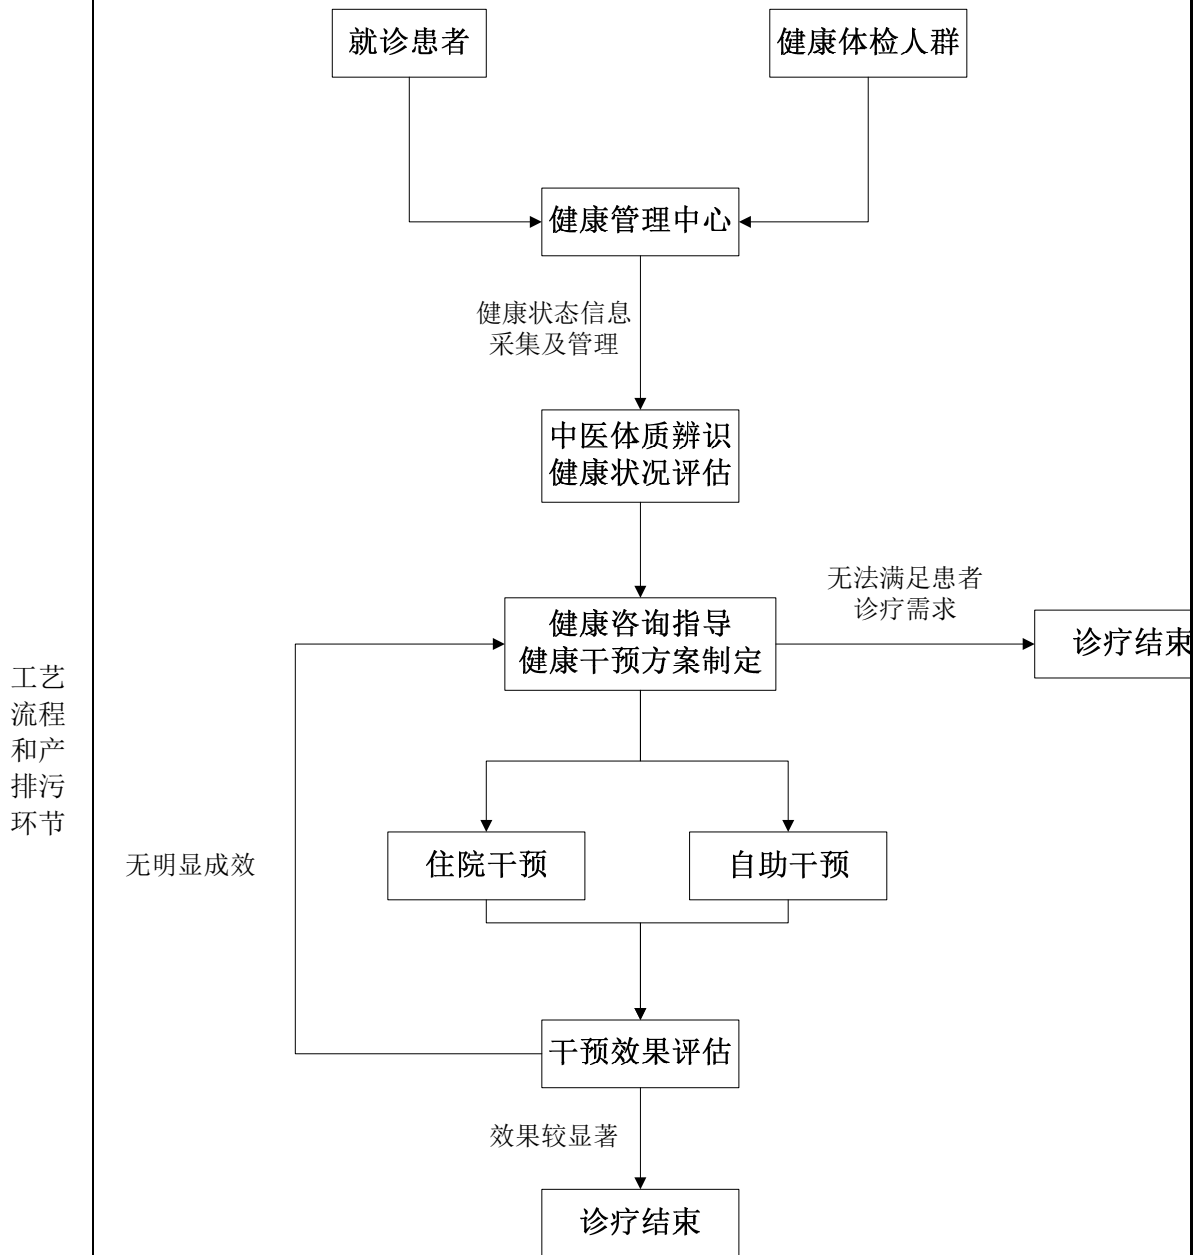 就诊患者
健康体检人群
健康管理中心
健康状态信息
采集及管理
中医体质辨识
健康状况评估
无法满足患者
诊疗需求
健康咨询指导
健康干预方案制定
诊疗结束
工艺
流程
和产
排污
环节
无明显成效
住院干预
自助干预
干预效果评估
效果较显著
诊疗结束